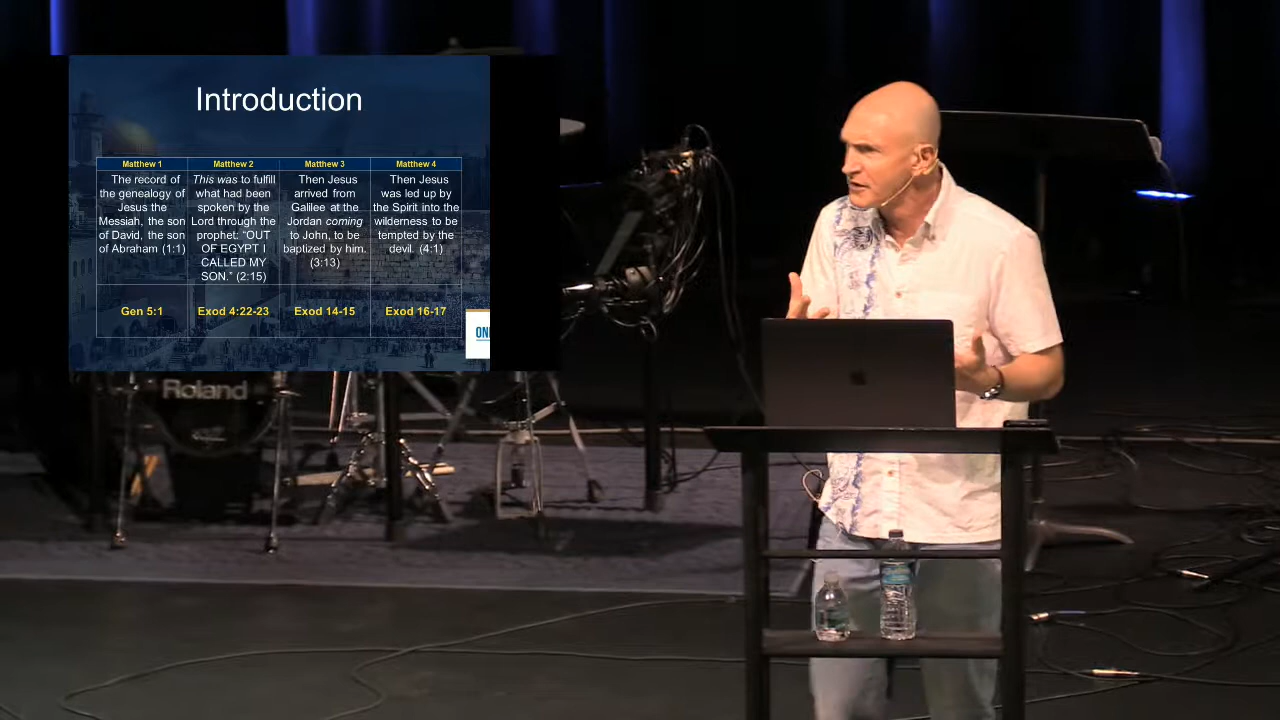 Introduction
Matthew 1
The record of
the genealogy of
Jesus the
Messiah, the son
of David, the son
of Abraham (1:1)
Matthew 2
This was to fulfill
what had been
spoken by the
Lord through the
prophet: “OUT
OF EGYPT I
CALLED MY
SON.” (2:15)
Matthew 3
Then Jesus
arrived from
Galilee at the
Jordan coming
to John, to be
baptized by him.
(3:13)
Matthew 4
Then Jesus
was led up by
the Spirit into the
wilderness to be
tempted by the
devil. (4:1)
Gen 5:1
Exod 4:22-23
Exod 14-15
Exod 16-17
Roland